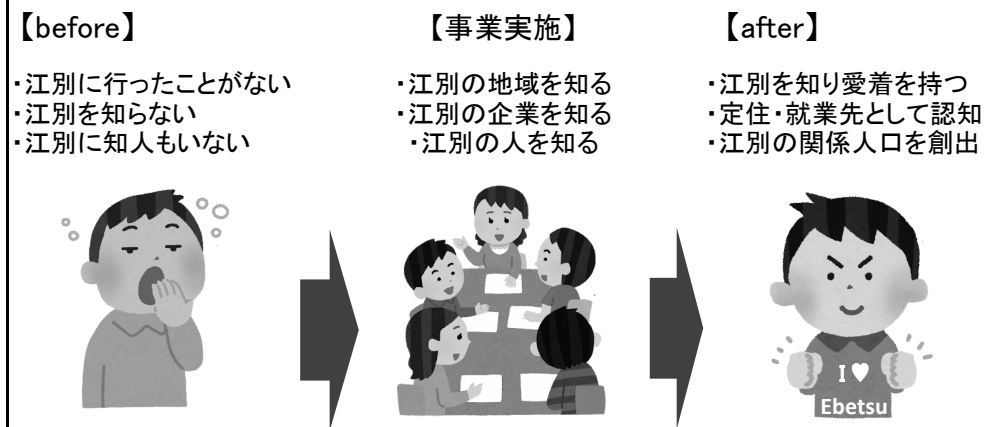 【before】
・江別に行ったことがない
・江別を知らない
・江別に知人もいない
【事業実施】
・江別の地域を知る
・江別の企業を知る
・江別の人を知る
【after】
・江別を知り愛着を持つ
・定住・就業先として認知
・江別の関係人口を創出
I ♥
Ebetsu